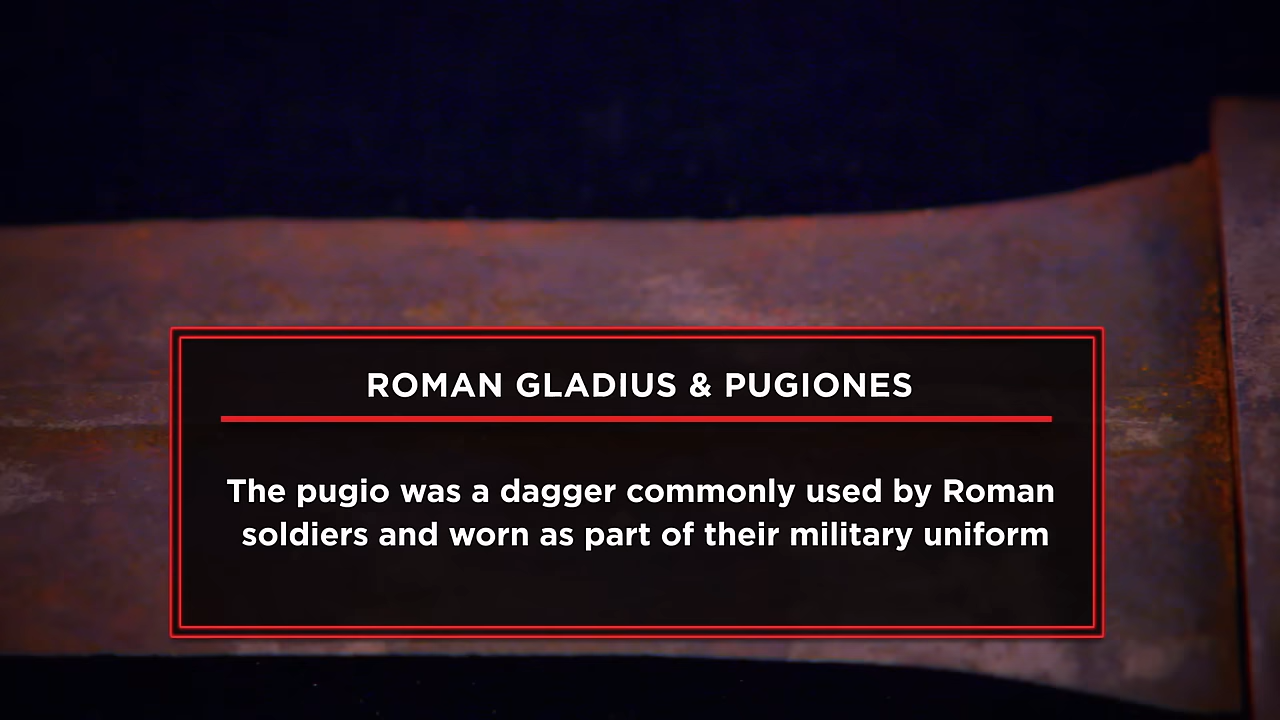 ROMAN GLADIUS & PUGIONES
The pugio was a dagger commonly used by Roman
soldiers and worn as part of their military uniform